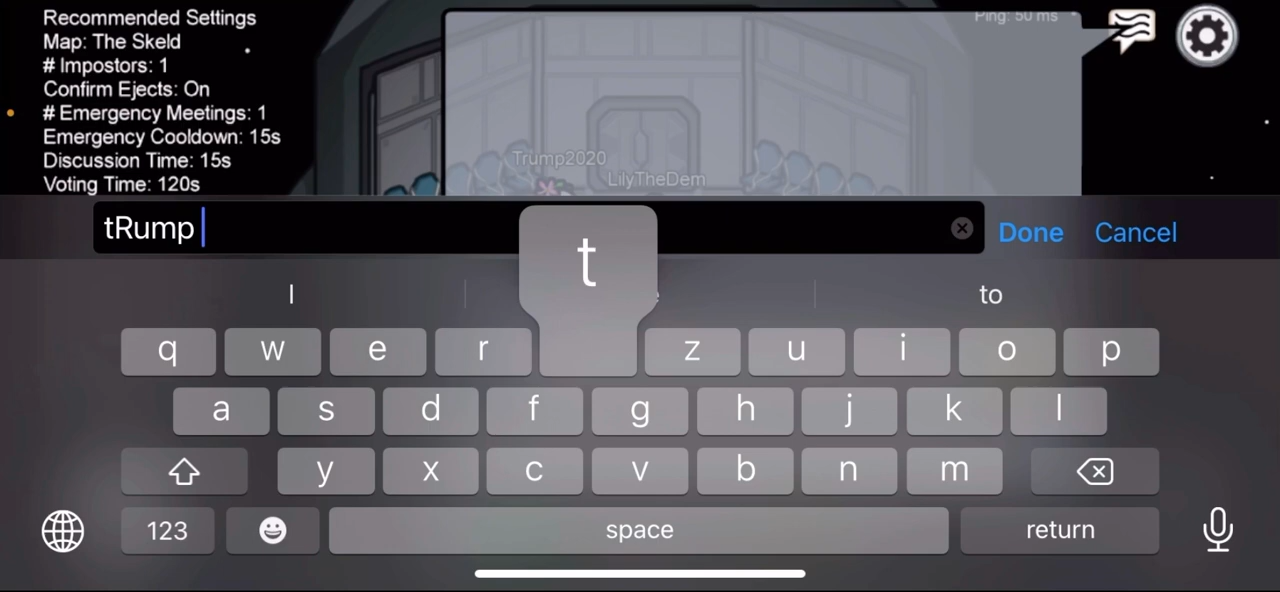 Recommended Settings
Map: The Skeld
# Impostors: 1
Confirm Ejects: On
# Emergency Meetings: 1
Emergency Cooldown: 15s
Discussion Time: 15s
Voting Time: 120s
Ping: 50 ms
Trump2020
LilyTheDem
tRump
Done Cancel
t
I to
q w e r z u i o p
a s d f g h j k l
y x c v b n m
123 space return